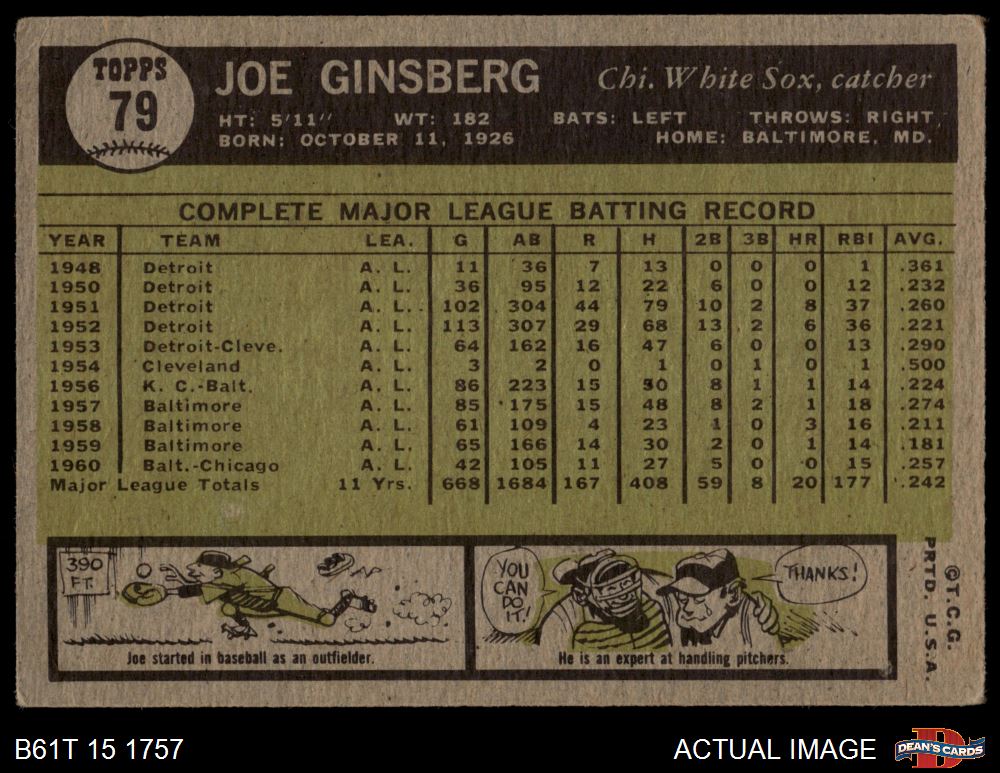 TOPPS
79
JOE GINSBERG
Chi. White Sox, catcher
HT: 5'11" WT: 182 BATS: LEFT THROWS: RIGHT
BORN: OCTOBER 11, 1926 HOME: BALTIMORE, MD.
COMPLETE MAJOR LEAGUE BATTING RECORD
YEAR TEAM LEA. G AB R H 2B 3B HR RBI AVG.
1948 Detroit A. L. 11 36 7 13 0 0 0 1 .361
1950 Detroit A. L. 36 95 12 22 6 0 0 12 .232
1951 Detroit A. L. 102 304 44 79 10 2 8 37 .260
1952 Detroit A. L. 113 307 29 68 13 2 6 36 .221
1953 Detroit-Cleve. A. L. 64 162 16 47 6 0 0 13 .290
1954 Cleveland A. L. 3 2 0 1 0 1 0 1 .500
1956 K. C.-Balt. A. L. 86 223 15 50 8 1 1 14 .224
1957 Baltimore A. L. 85 175 15 48 8 2 1 18 .274
1958 Baltimore A. L. 61 109 4 23 1 0 3 16 .211
1959 Baltimore A. L. 65 166 14 30 2 0 1 14 .181
1960 Balt.-Chicago A. L. 42 105 11 27 5 0 0 15 .257
Major League Totals 11 Yrs. 668 1684 167 408 59 8 20 177 .242
390
FT.
Joe started in baseball as an outfielder.
YOU
CAN
DO
IT!
THANKS!
He is an expert at handling pitchers.
©T.C.G.
PRTD. U.S.A.
B61T 15 1757
ACTUAL IMAGE
D
DEAN'S CARDS